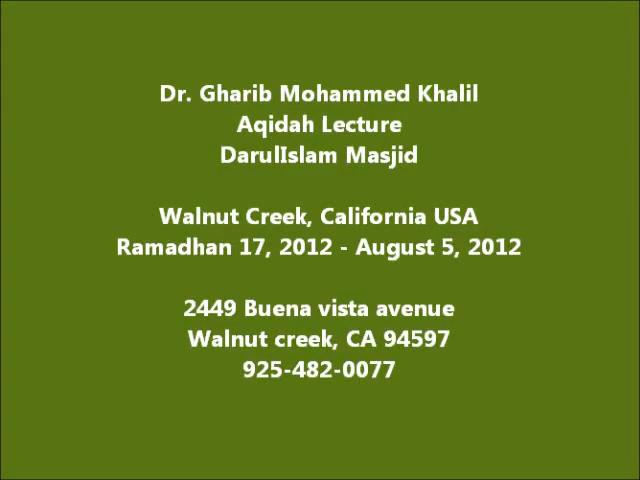 Dr. Gharib Mohammed Khalil
Aqidah Lecture
DarulIslam Masjid
Walnut Creek, California USA
Ramadhan 17, 2012 - August 5, 2012
2449 Buena vista avenue
Walnut creek, CA 94597
925-482-0077